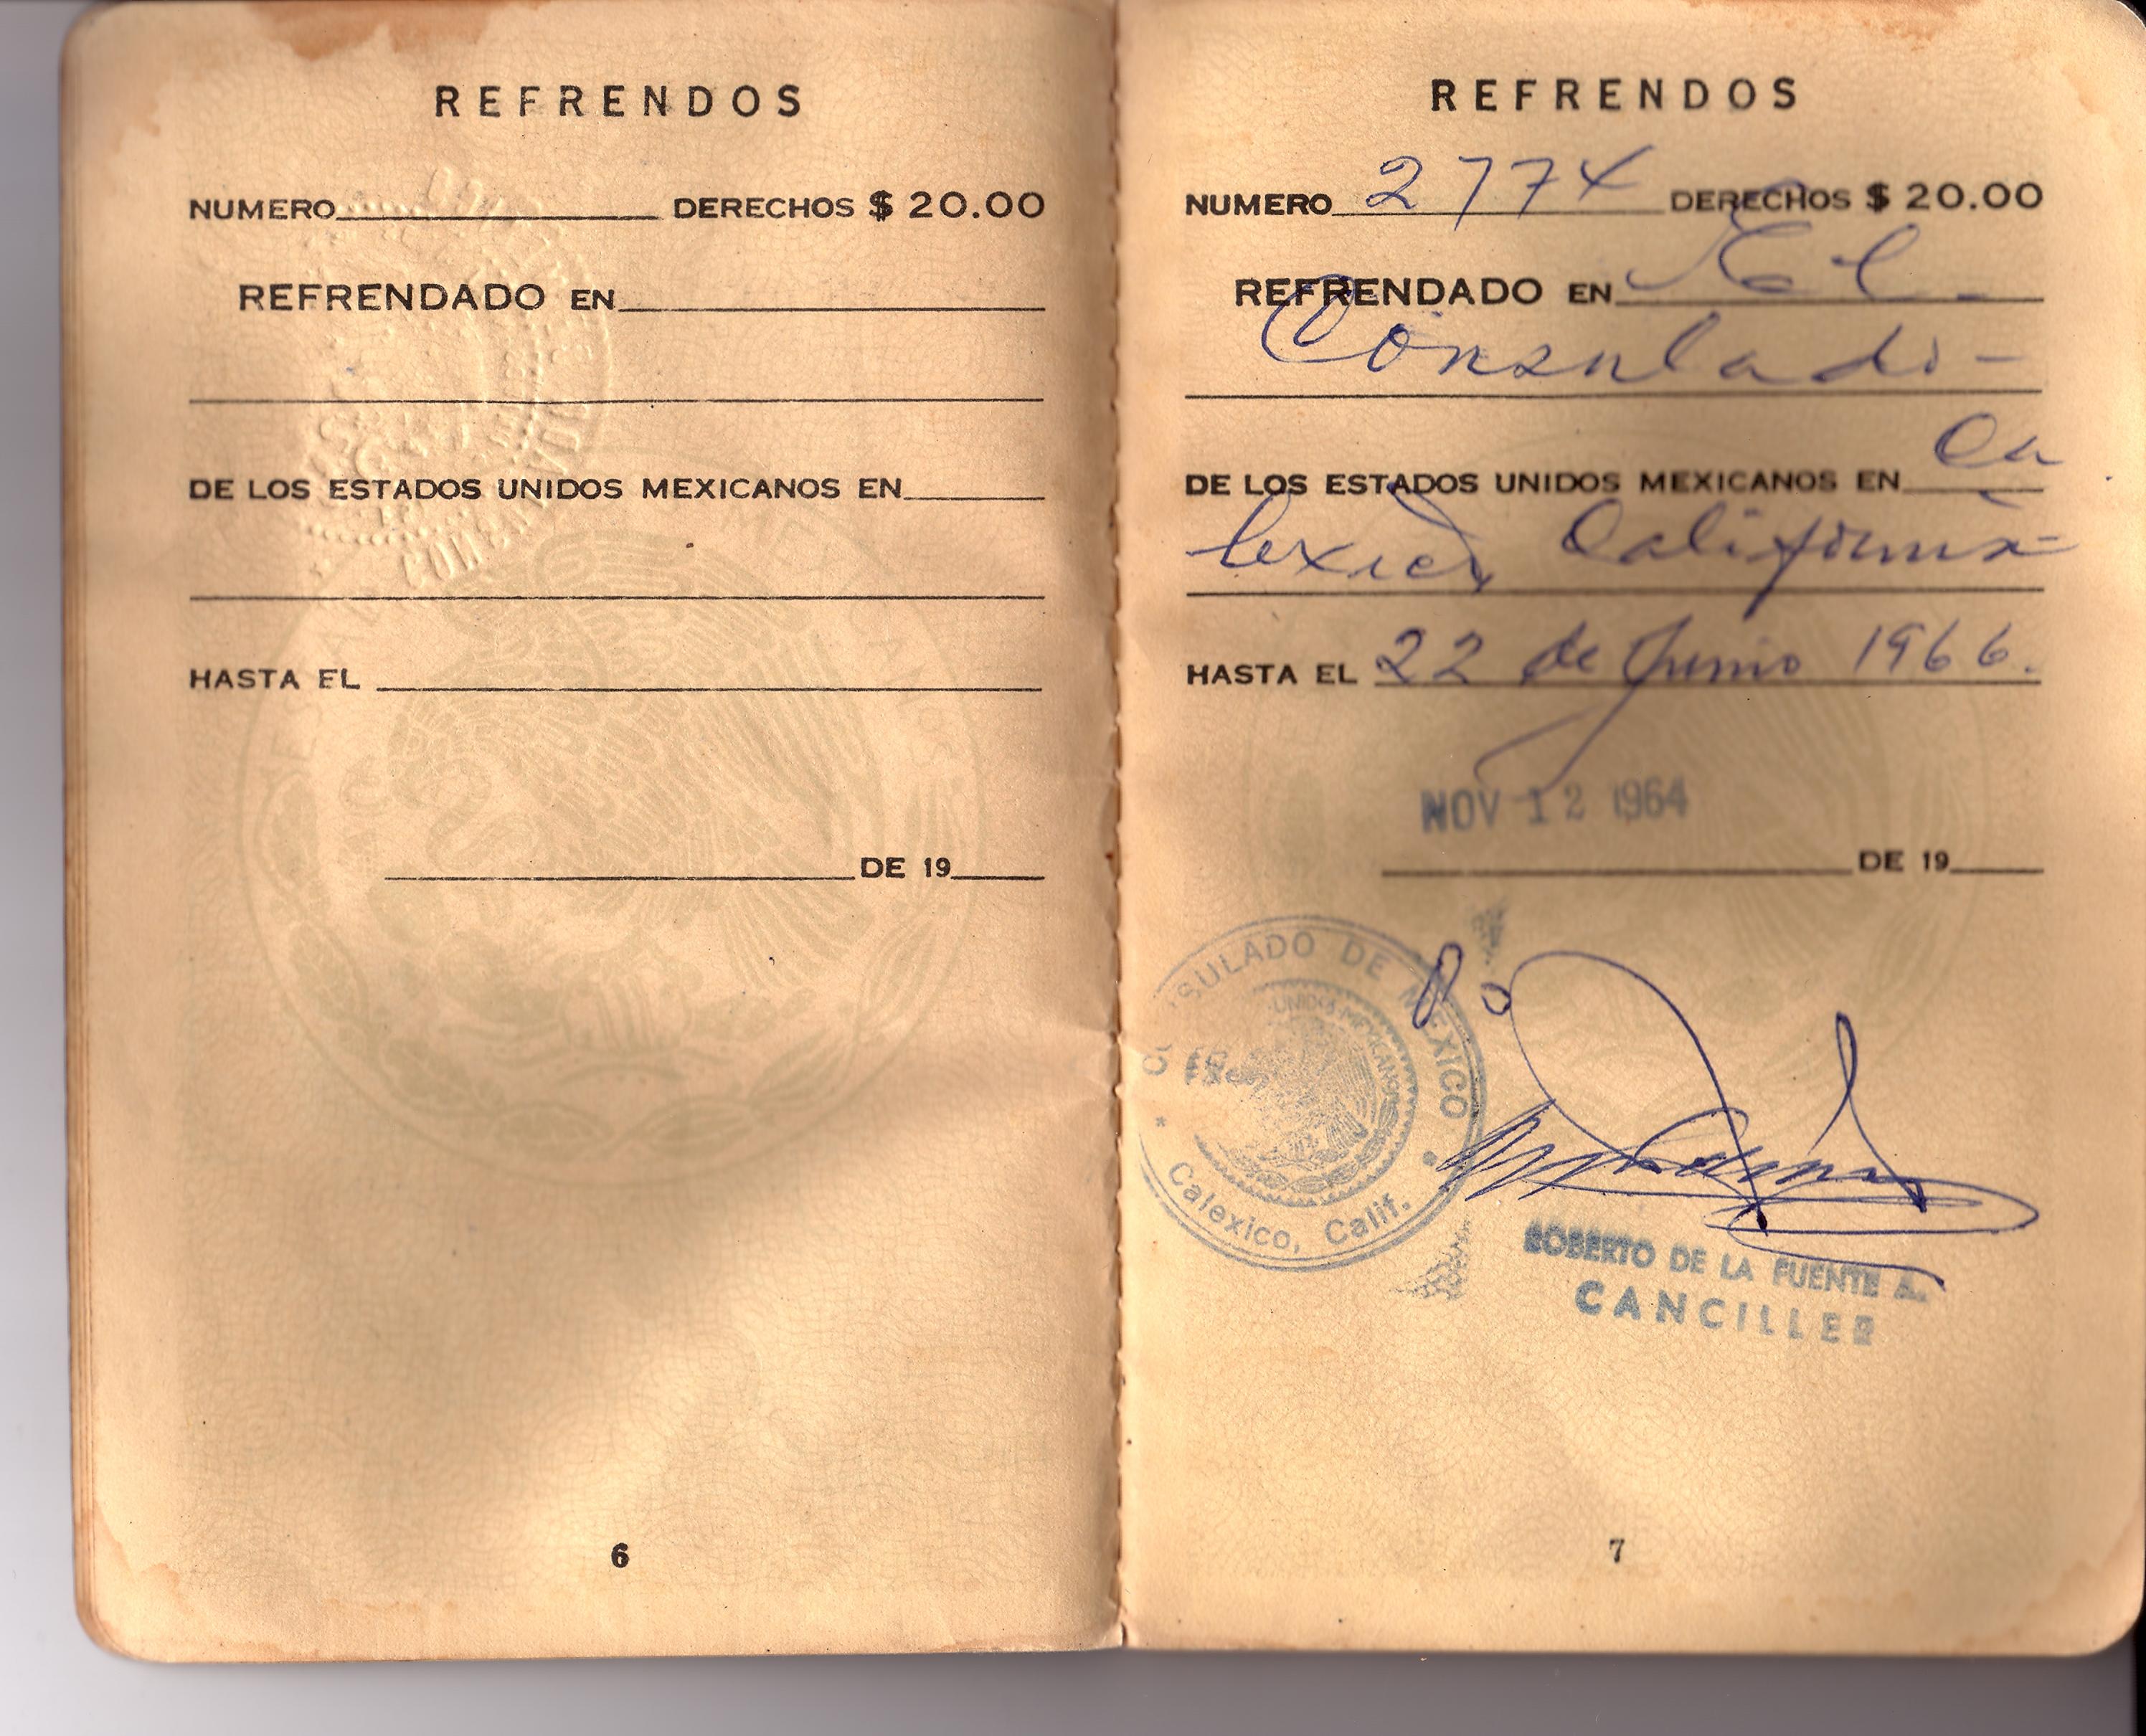 REFRENDOS
NUMERO DERECHOS $ 20.00
REFRENDADO EN
DE LOS ESTADOS UNIDOS MEXICANOS EN
HASTA EL
DE 19
6
REFRENDOS
NUMERO 2774 DERECHOS $ 20.00
REFRENDADO EN El
Consulado-
DE LOS ESTADOS UNIDOS MEXICANOS EN Ca
lexico, California-
HASTA EL 22 de Junio 1966.
NOV 12 1964
DE 19
CONSULADO DE MEXICO
UNIDOS MEXICANOS
Calexico, Calif.
ROBERTO DE LA FUENTE A.
CANCILLER
7